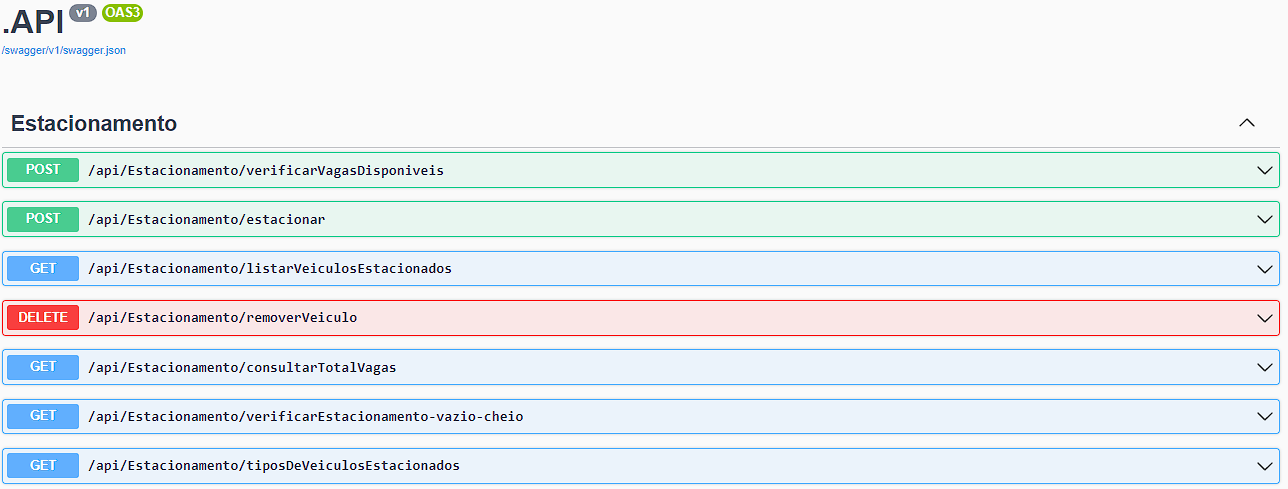 .API v1 OAS3
/swagger/v1/swagger.json
Estacionamento
POST /api/Estacionamento/verificarVagasDisponiveis
POST /api/Estacionamento/estacionar
GET /api/Estacionamento/listarVeiculosEstacionados
DELETE /api/Estacionamento/removerVeiculo
GET /api/Estacionamento/consultarTotalVagas
GET /api/Estacionamento/verificarEstacionamento-vazio-cheio
GET /api/Estacionamento/tiposDeVeiculosEstacionados